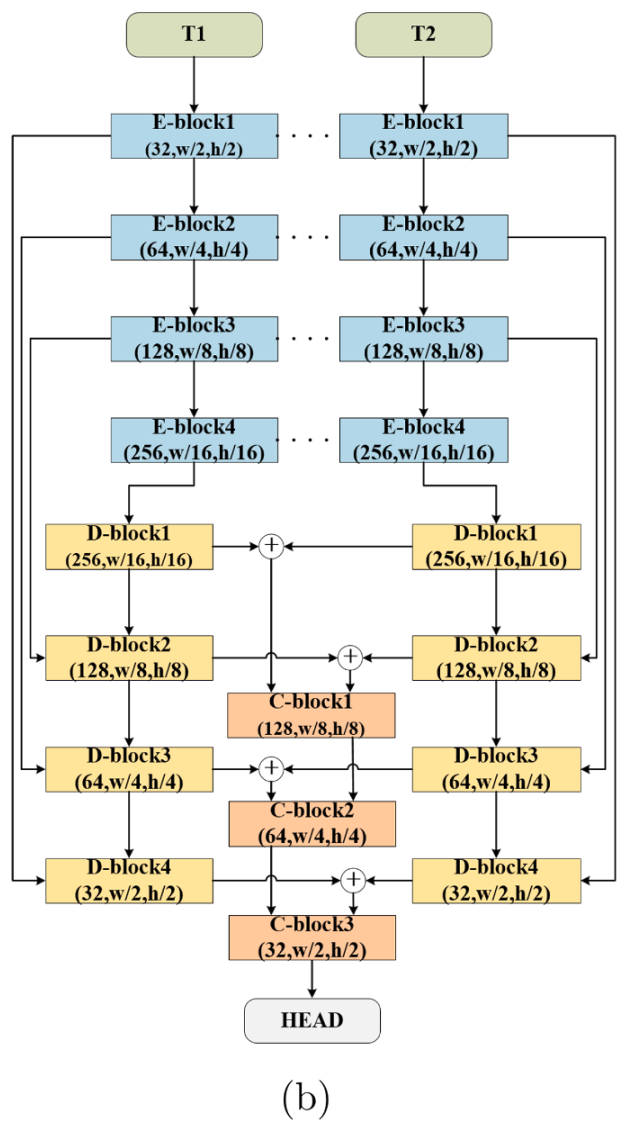 T1
T2
E-block1
(32,w/2,h/2)
E-block1
(32,w/2,h/2)
E-block2
(64,w/4,h/4)
E-block2
(64,w/4,h/4)
E-block3
(128,w/8,h/8)
E-block3
(128,w/8,h/8)
E-block4
(256,w/16,h/16)
E-block4
(256,w/16,h/16)
D-block1
(256,w/16,h/16)
D-block1
(256,w/16,h/16)
D-block2
(128,w/8,h/8)
D-block2
(128,w/8,h/8)
C-block1
(128,w/8,h/8)
D-block3
(64,w/4,h/4)
D-block3
(64,w/4,h/4)
C-block2
(64,w/4,h/4)
D-block4
(32,w/2,h/2)
D-block4
(32,w/2,h/2)
C-block3
(32,w/2,h/2)
HEAD
(b)